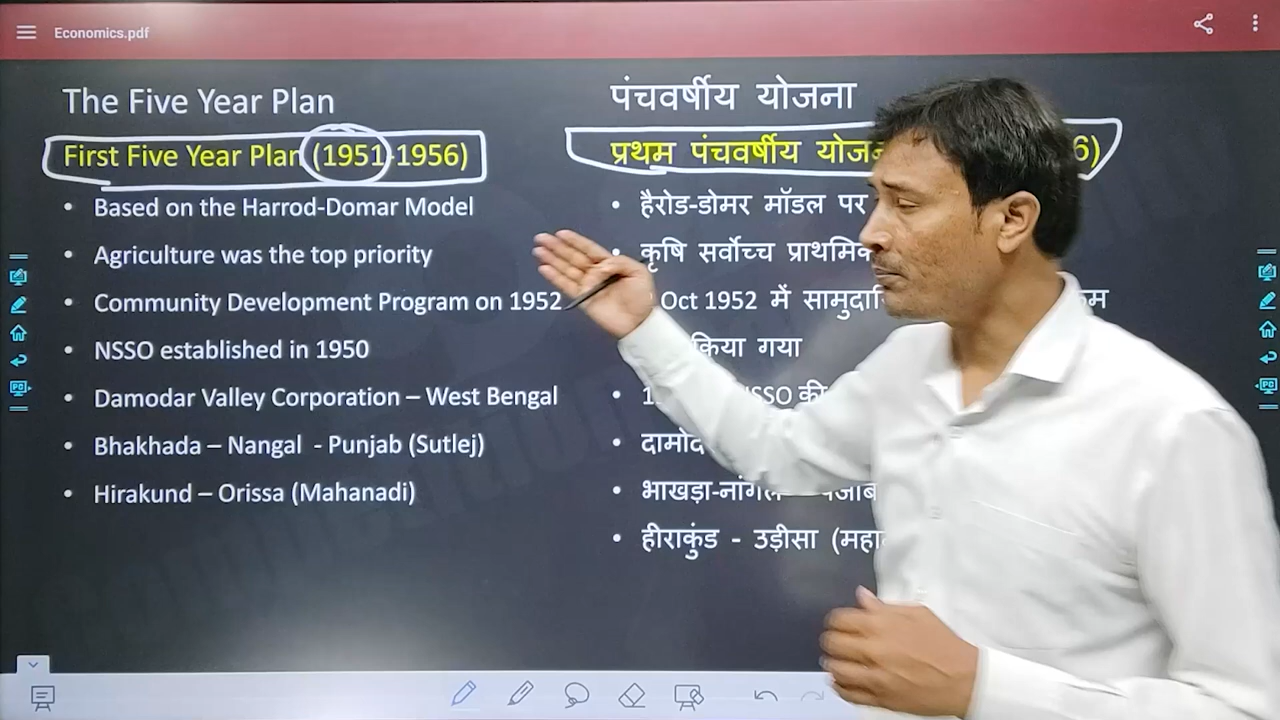 Economics.pdf
The Five Year Plan
First Five Year Plan (1951-1956)
• Based on the Harrod-Domar Model
• Agriculture was the top priority
• Community Development Program on 1952
• NSSO established in 1950
• Damodar Valley Corporation – West Bengal
• Bhakhada – Nangal - Punjab (Sutlej)
• Hirakund – Orissa (Mahanadi)
पंचवर्षीय योजना
प्रथम पंचवर्षीय 6)
• हैरोड-डोमर मॉडल पर
• कृषि सर्वोच्च
Oct 1952 में
किया गया
• NSSO की
•
• भाखड़ा-नांगल
• हीराकुंड - उड़ीसा